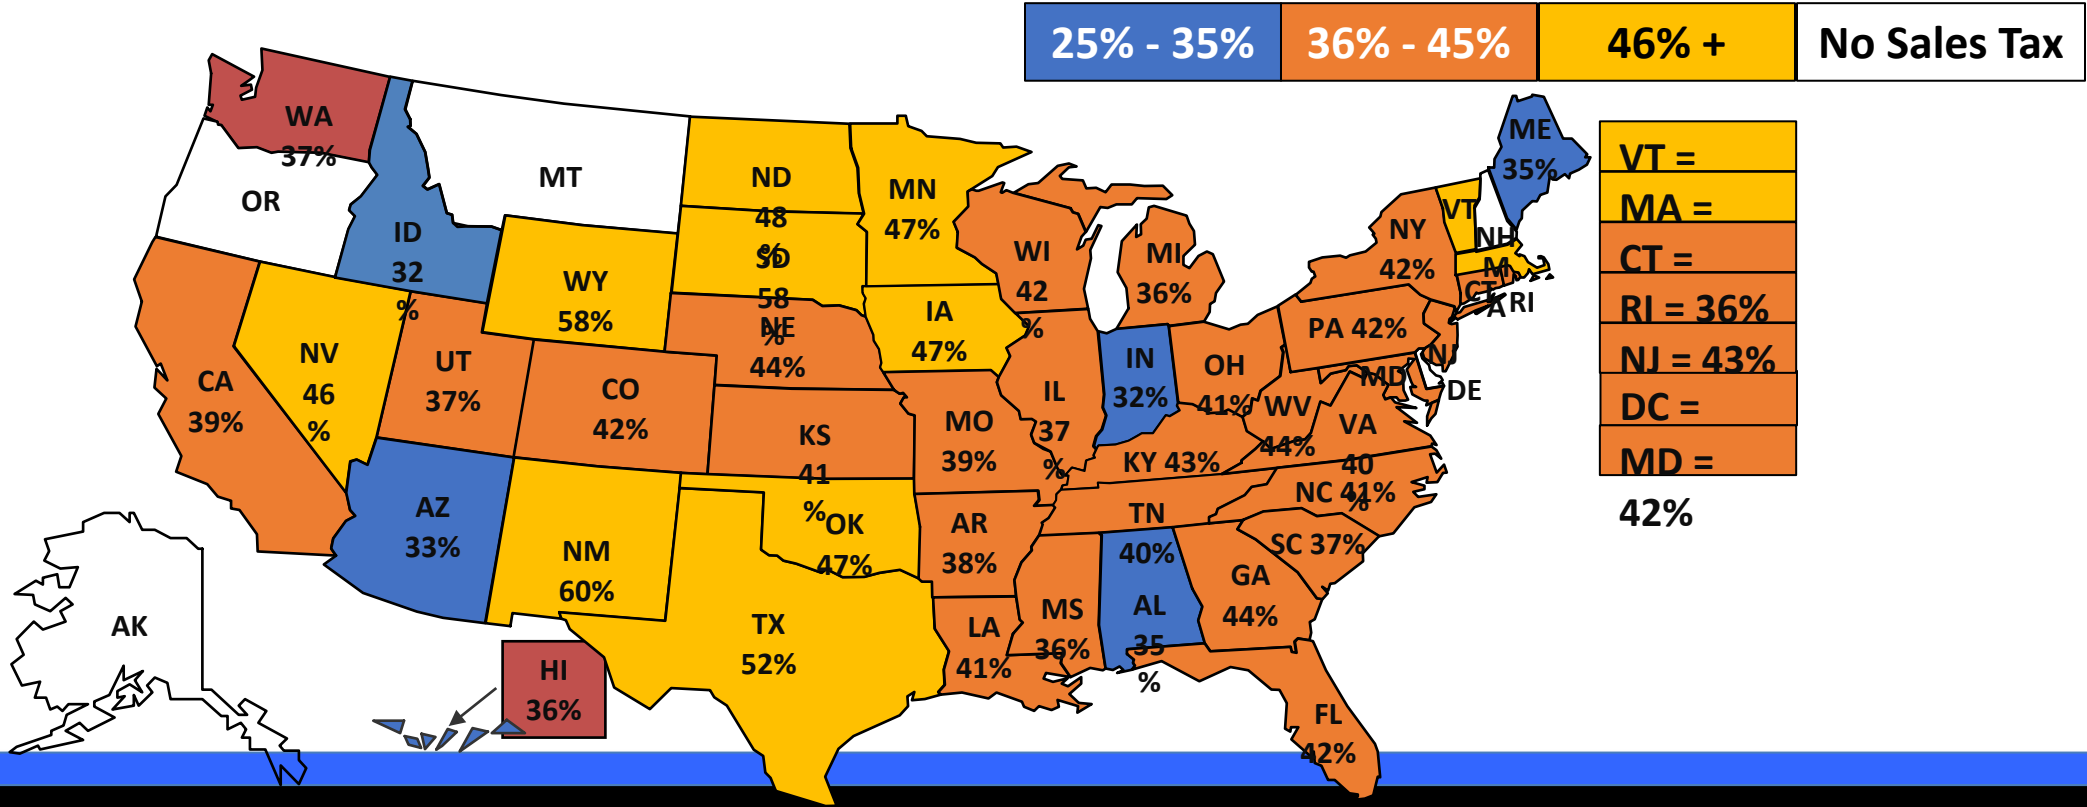 25% - 35%
36% - 45%
46% +
No Sales Tax
WA
37%
OR
MT
ID
32
%
ND
48
%
SD
58
%
NE
44%
MN
47%
WI
42
%
MI
36%
NY
42%
VT
NH
ME
35%
M
A
CT
RI
WY
58%
IA
47%
NV
46
%
UT
37%
CA
39%
CO
42%
KS
41
%
MO
39%
IL
37
%
IN
32%
OH
41%
PA 42%
NJ
MD
DE
WV
44%
VA
40
%
KY 43%
NC 41%
TN
40%
SC 37%
AZ
33%
NM
60%
OK
47%
AR
38%
TX
52%
LA
41%
MS
36%
AL
35
%
GA
44%
FL
42%
AK
HI
36%
VT =
MA =
CT =
RI = 36%
NJ = 43%
DC =
MD =
42%